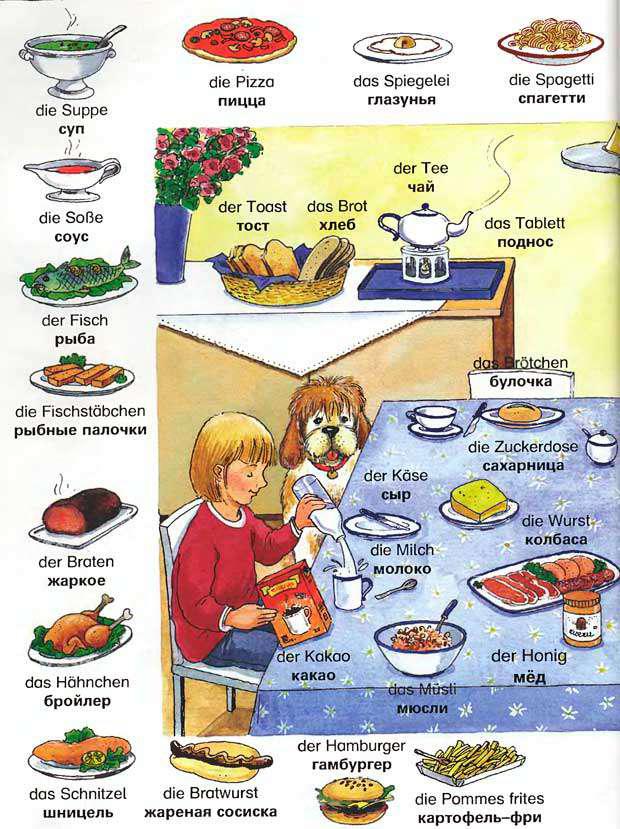 die Suppe
суп
die Pizza
пицца
das Spiegelei
глазунья
die Spagetti
спагетти
die Soße
соус
der Fisch
рыба
die Fischstäbchen
рыбные палочки
der Braten
жаркое
das Hähnchen
бройлер
das Schnitzel
шницель
der Toast
тост
das Brot
хлеб
der Tee
чай
das Tablett
поднос
das Brötchen
булочка
die Zuckerdose
сахарница
der Käse
сыр
die Wurst
колбаса
die Milch
молоко
der Kakao
какао
das Müsli
мюсли
der Honig
мёд
die Bratwurst
жареная сосиска
der Hamburger
гамбургер
die Pommes frites
картофель–фри